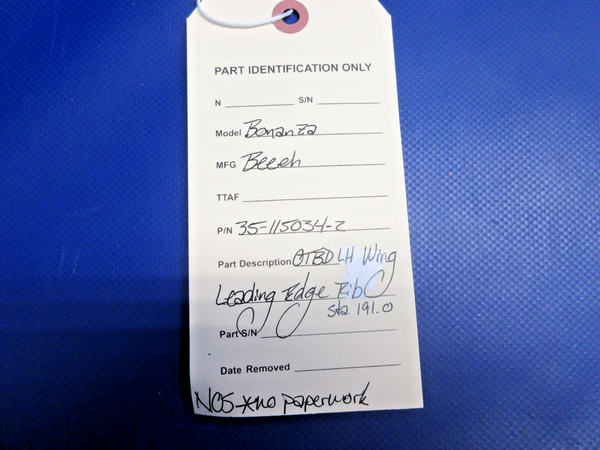 PART IDENTIFICATION ONLY
N S/N
Model Bonanza
MFG Beech
TTAF
P/N 35-115034-2
Part Description OTBD LH Wing
Leading Edge Rib
Sta. 191.0
Part S/N
Date Removed
NOS *no paperwork